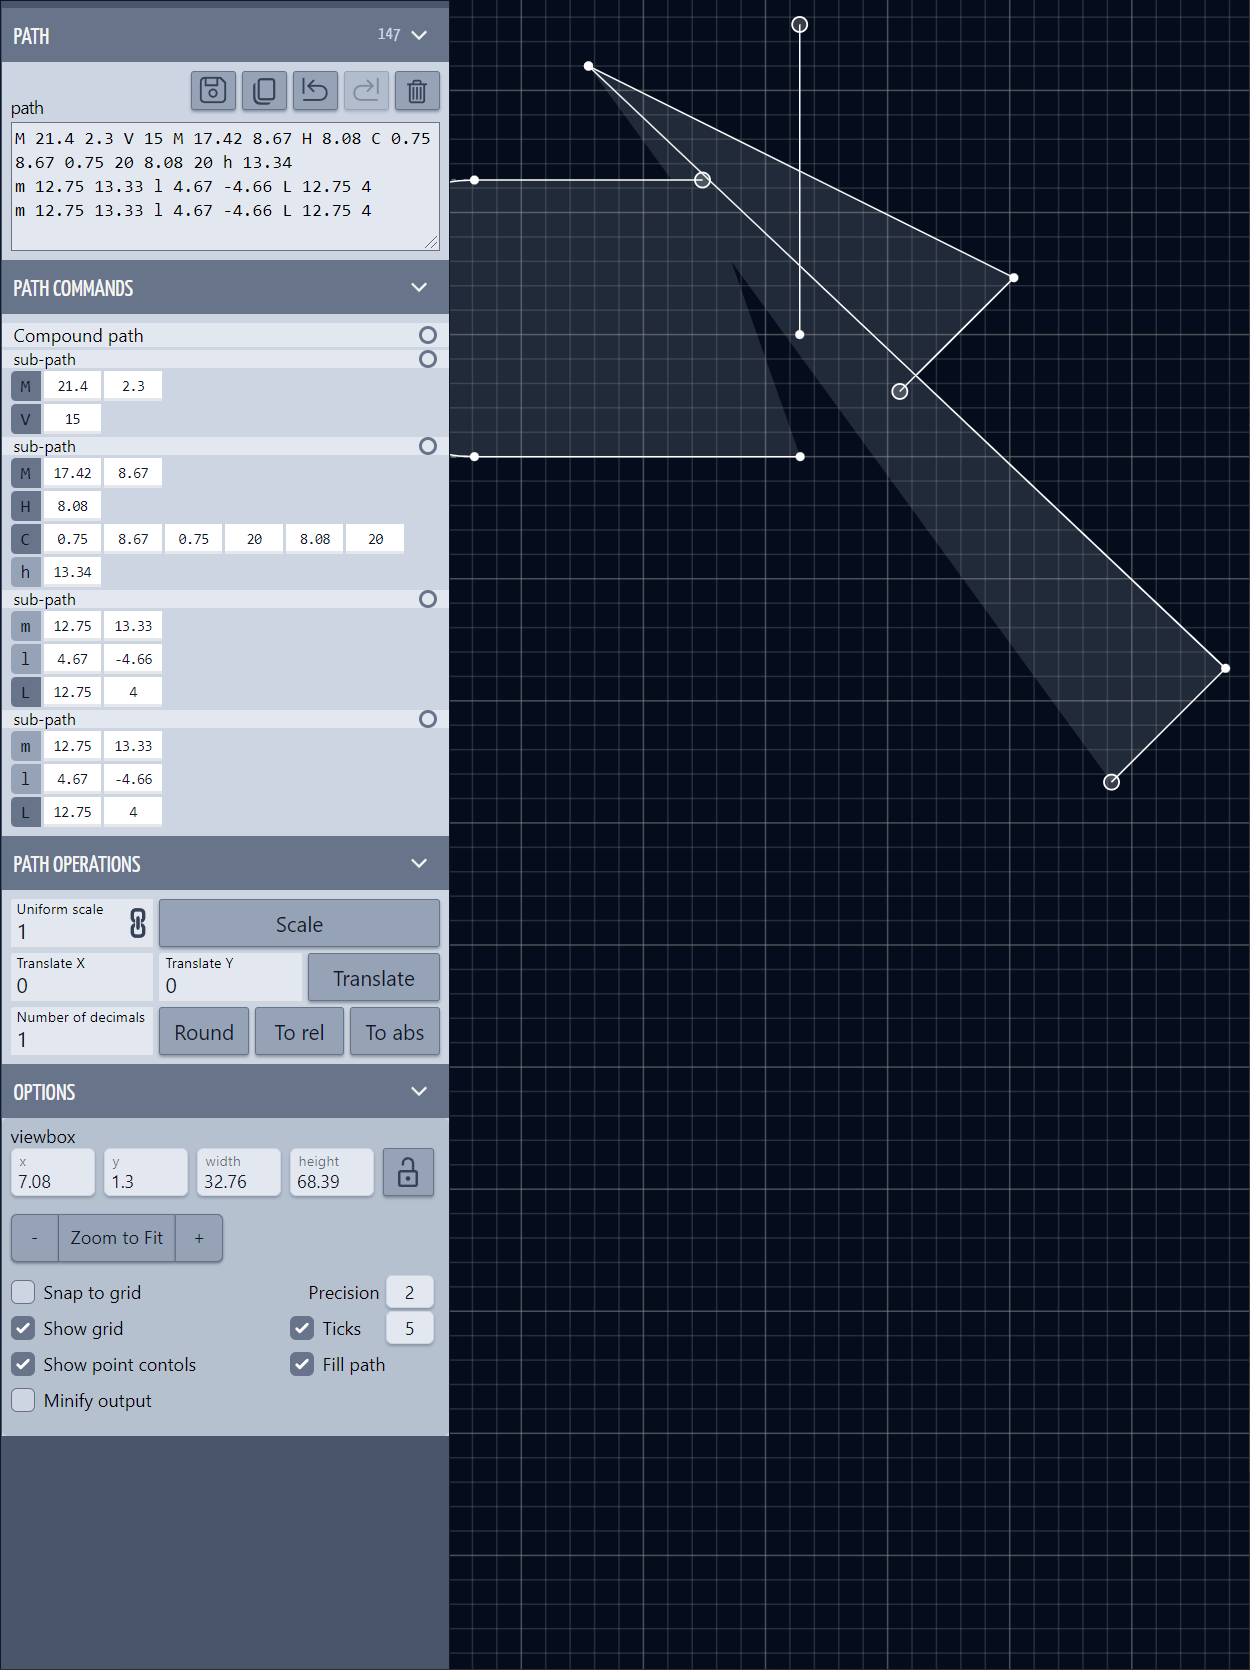 PATH 147
path
M 21.4 2.3 V 15 M 17.42 8.67 H 8.08 C 0.75
8.67 0.75 20 8.08 20 h 13.34
m 12.75 13.33 l 4.67 -4.66 L 12.75 4
m 12.75 13.33 l 4.67 -4.66 L 12.75 4
PATH COMMANDS
Compound path
sub-path
M 21.4 2.3
V 15
sub-path
M 17.42 8.67
H 8.08
C 0.75 8.67 0.75 20 8.08 20
h 13.34
sub-path
m 12.75 13.33
l 4.67 -4.66
L 12.75 4
sub-path
m 12.75 13.33
l 4.67 -4.66
L 12.75 4
PATH OPERATIONS
Uniform scale
1
Scale
Translate X
0
Translate Y
0
Translate
Number of decimals
1
Round To rel To abs
OPTIONS
viewbox
x y width height
7.08 1.3 32.76 68.39
- Zoom to Fit +
Snap to grid Precision 2
Show grid Ticks 5
Show point contols Fill path
Minify output